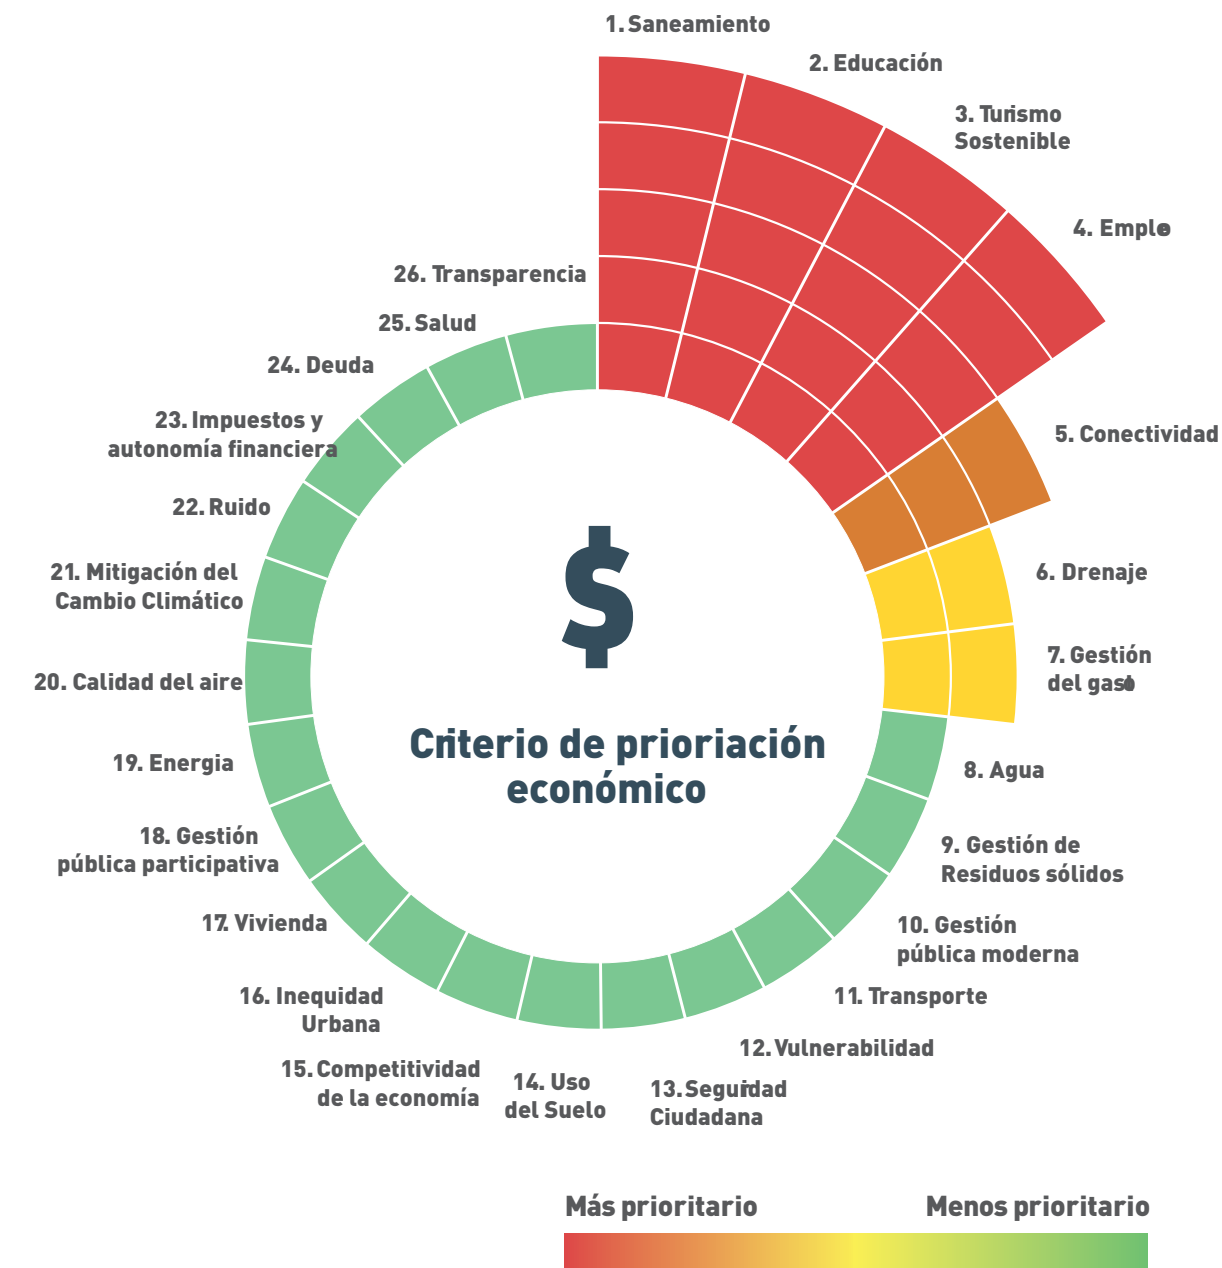 1. Saneamiento
2. Educación
3. Turismo
Sostenible
4. Empleo
5. Conectividad
6. Drenaje
7. Gestión
del gasto
8. Agua
9. Gestión de
Residuos sólidos
10. Gestión
pública moderna
11. Transporte
12. Vulnerabilidad
13. Seguridad
Ciudadana
14. Uso
del Suelo
15. Competitividad
de la economía
16. Inequidad
Urbana
17. Vivienda
18. Gestión
pública participativa
19. Energia
20. Calidad del aire
21. Mitigación del
Cambio Climático
22. Ruido
23. Impuestos y
autonomía financiera
24. Deuda
25. Salud
26. Transparencia
$
Criterio de prioriación
económico
Más prioritario
Menos prioritario